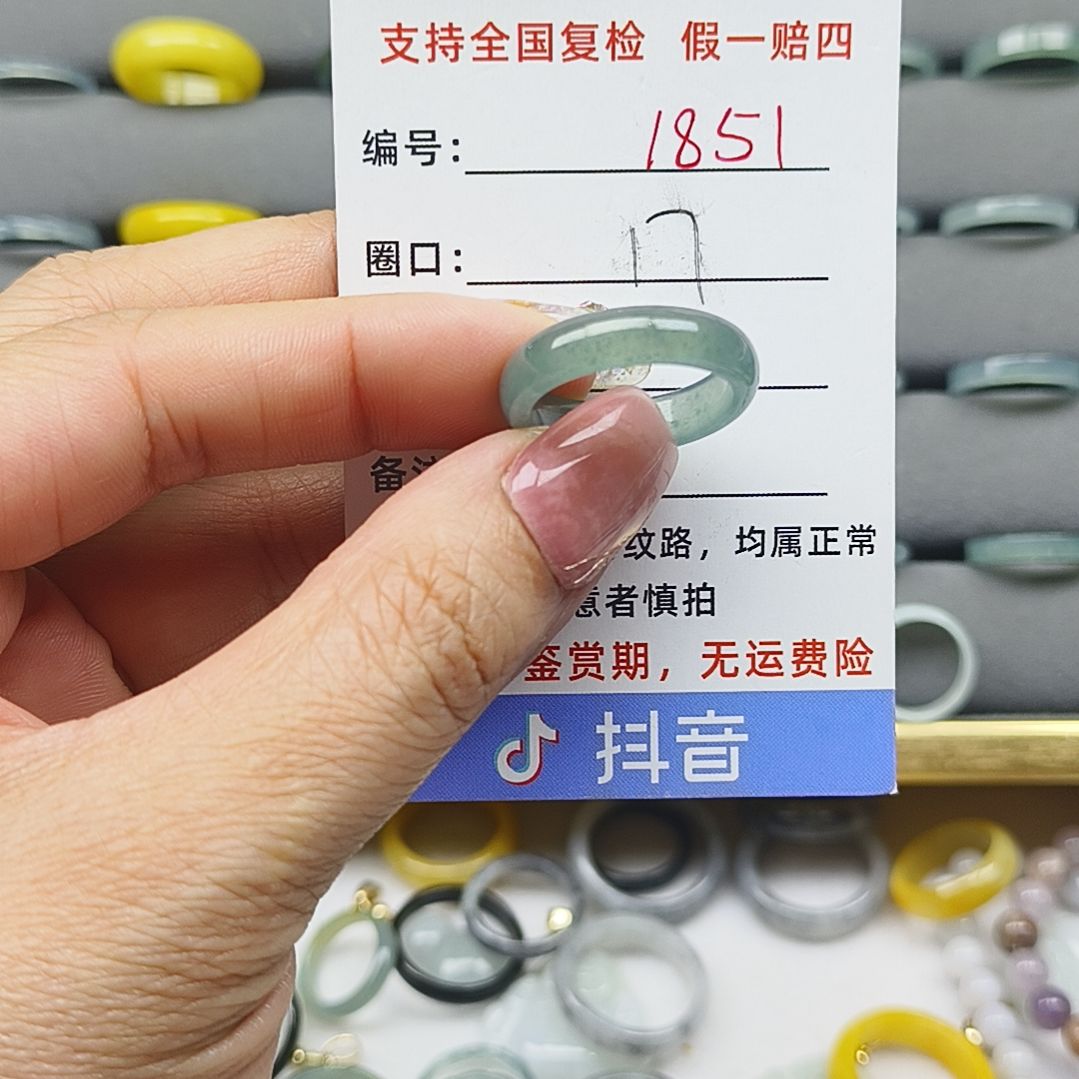 支持全国复检 假一赔四
编号: 1851
圈口: 17
备注
纹路，均属正常
意者慎拍
鉴赏期，无运费险
抖音